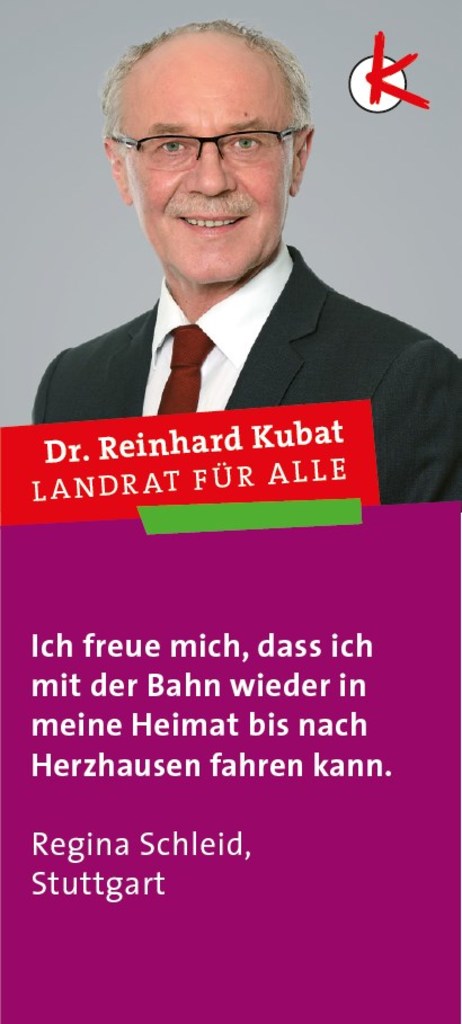 K
Dr. Reinhard Kubat
LANDRAT FÜR ALLE
Ich freue mich, dass ich
mit der Bahn wieder in
meine Heimat bis nach
Herzhausen fahren kann.
Regina Schleid,
Stuttgart